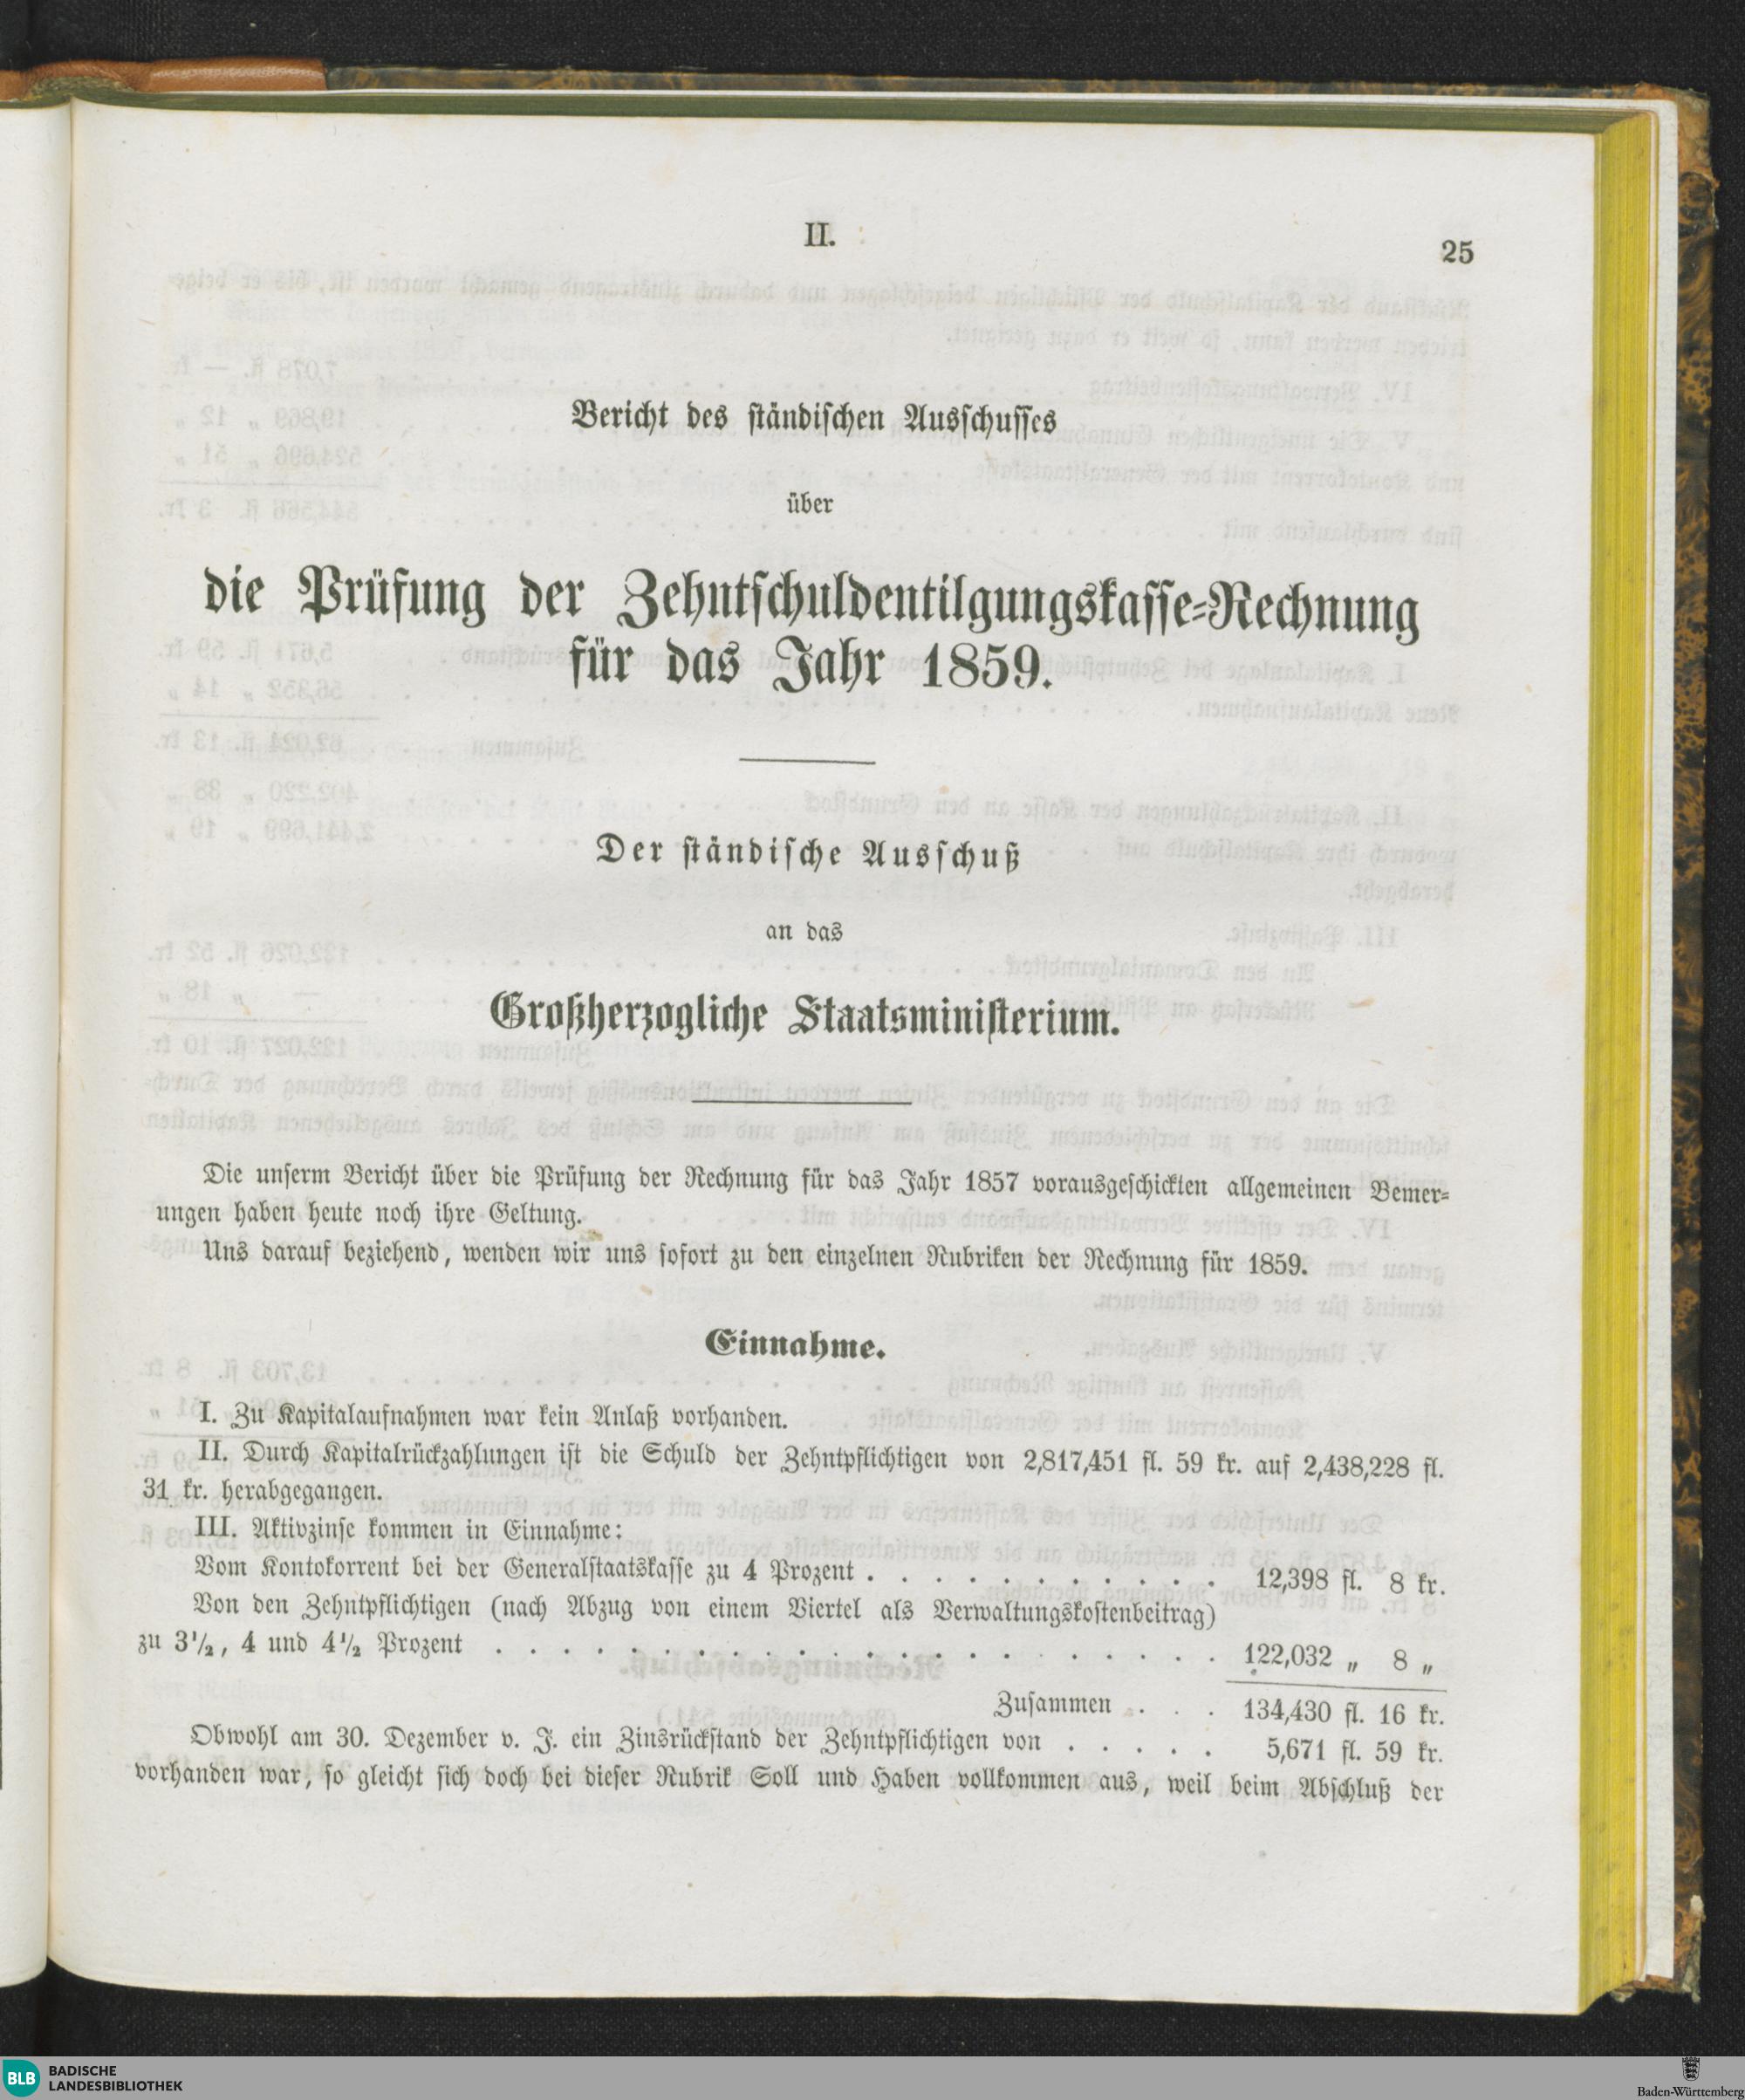 II.
25
Bericht des ständischen Ausschusses
über
die Prüfung der Zehntschuldentilgungskasse-Rechnung
für das Jahr 1859.
Der ständische Ausschuß
an das
Großherzogliche Staatsministerium.
Die unserm Bericht über die Prüfung der Rechnung für das Jahr 1857 vorausgeschickten allgemeinen Bemer-
ungen haben heute noch ihre Geltung.
Uns darauf beziehend, wenden wir uns sofort zu den einzelnen Rubriken der Rechnung für 1859.
Einnahme.
I. Zu Kapitalaufnahmen war kein Anlaß vorhanden.
II. Durch Kapitalrückzahlungen ist die Schuld der Zehntpflichtigen von 2,817,451 fl. 59 kr. auf 2,438,228 fl.
31 kr. herabgegangen.
III. Aktivzinse kommen in Einnahme:
Vom Kontokorrent bei der Generalstaatskasse zu 4 Prozent . . . . . . . . . . . 12,398 fl. 8 kr.
Von den Zehntpflichtigen (nach Abzug von einem Viertel als Verwaltungskostenbeitrag)
zu 3½, 4 und 4½ Prozent . . . . . . . . . . . . . . . . . . . . . . 122,032 „ 8 „
Zusammen . . . 134,430 fl. 16 kr.
Obwohl am 30. Dezember v. J. ein Zinsrückstand der Zehntpflichtigen von . . . . . 5,671 fl. 59 kr.
vorhanden war, so gleicht sich doch bei dieser Rubrik Soll und Haben vollkommen aus, weil beim Abschluß der
BLB BADISCHE
LANDESBIBLIOTHEK
Baden-Württemberg